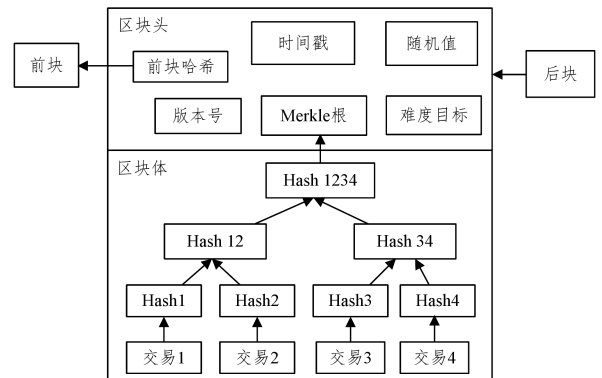 区块头
时间戳
随机值
前块
前块哈希
后块
版本号
Merkle根
难度目标
区块体
Hash 1234
Hash 12
Hash 34
Hash1
Hash2
Hash3
Hash4
交易1
交易2
交易3
交易4